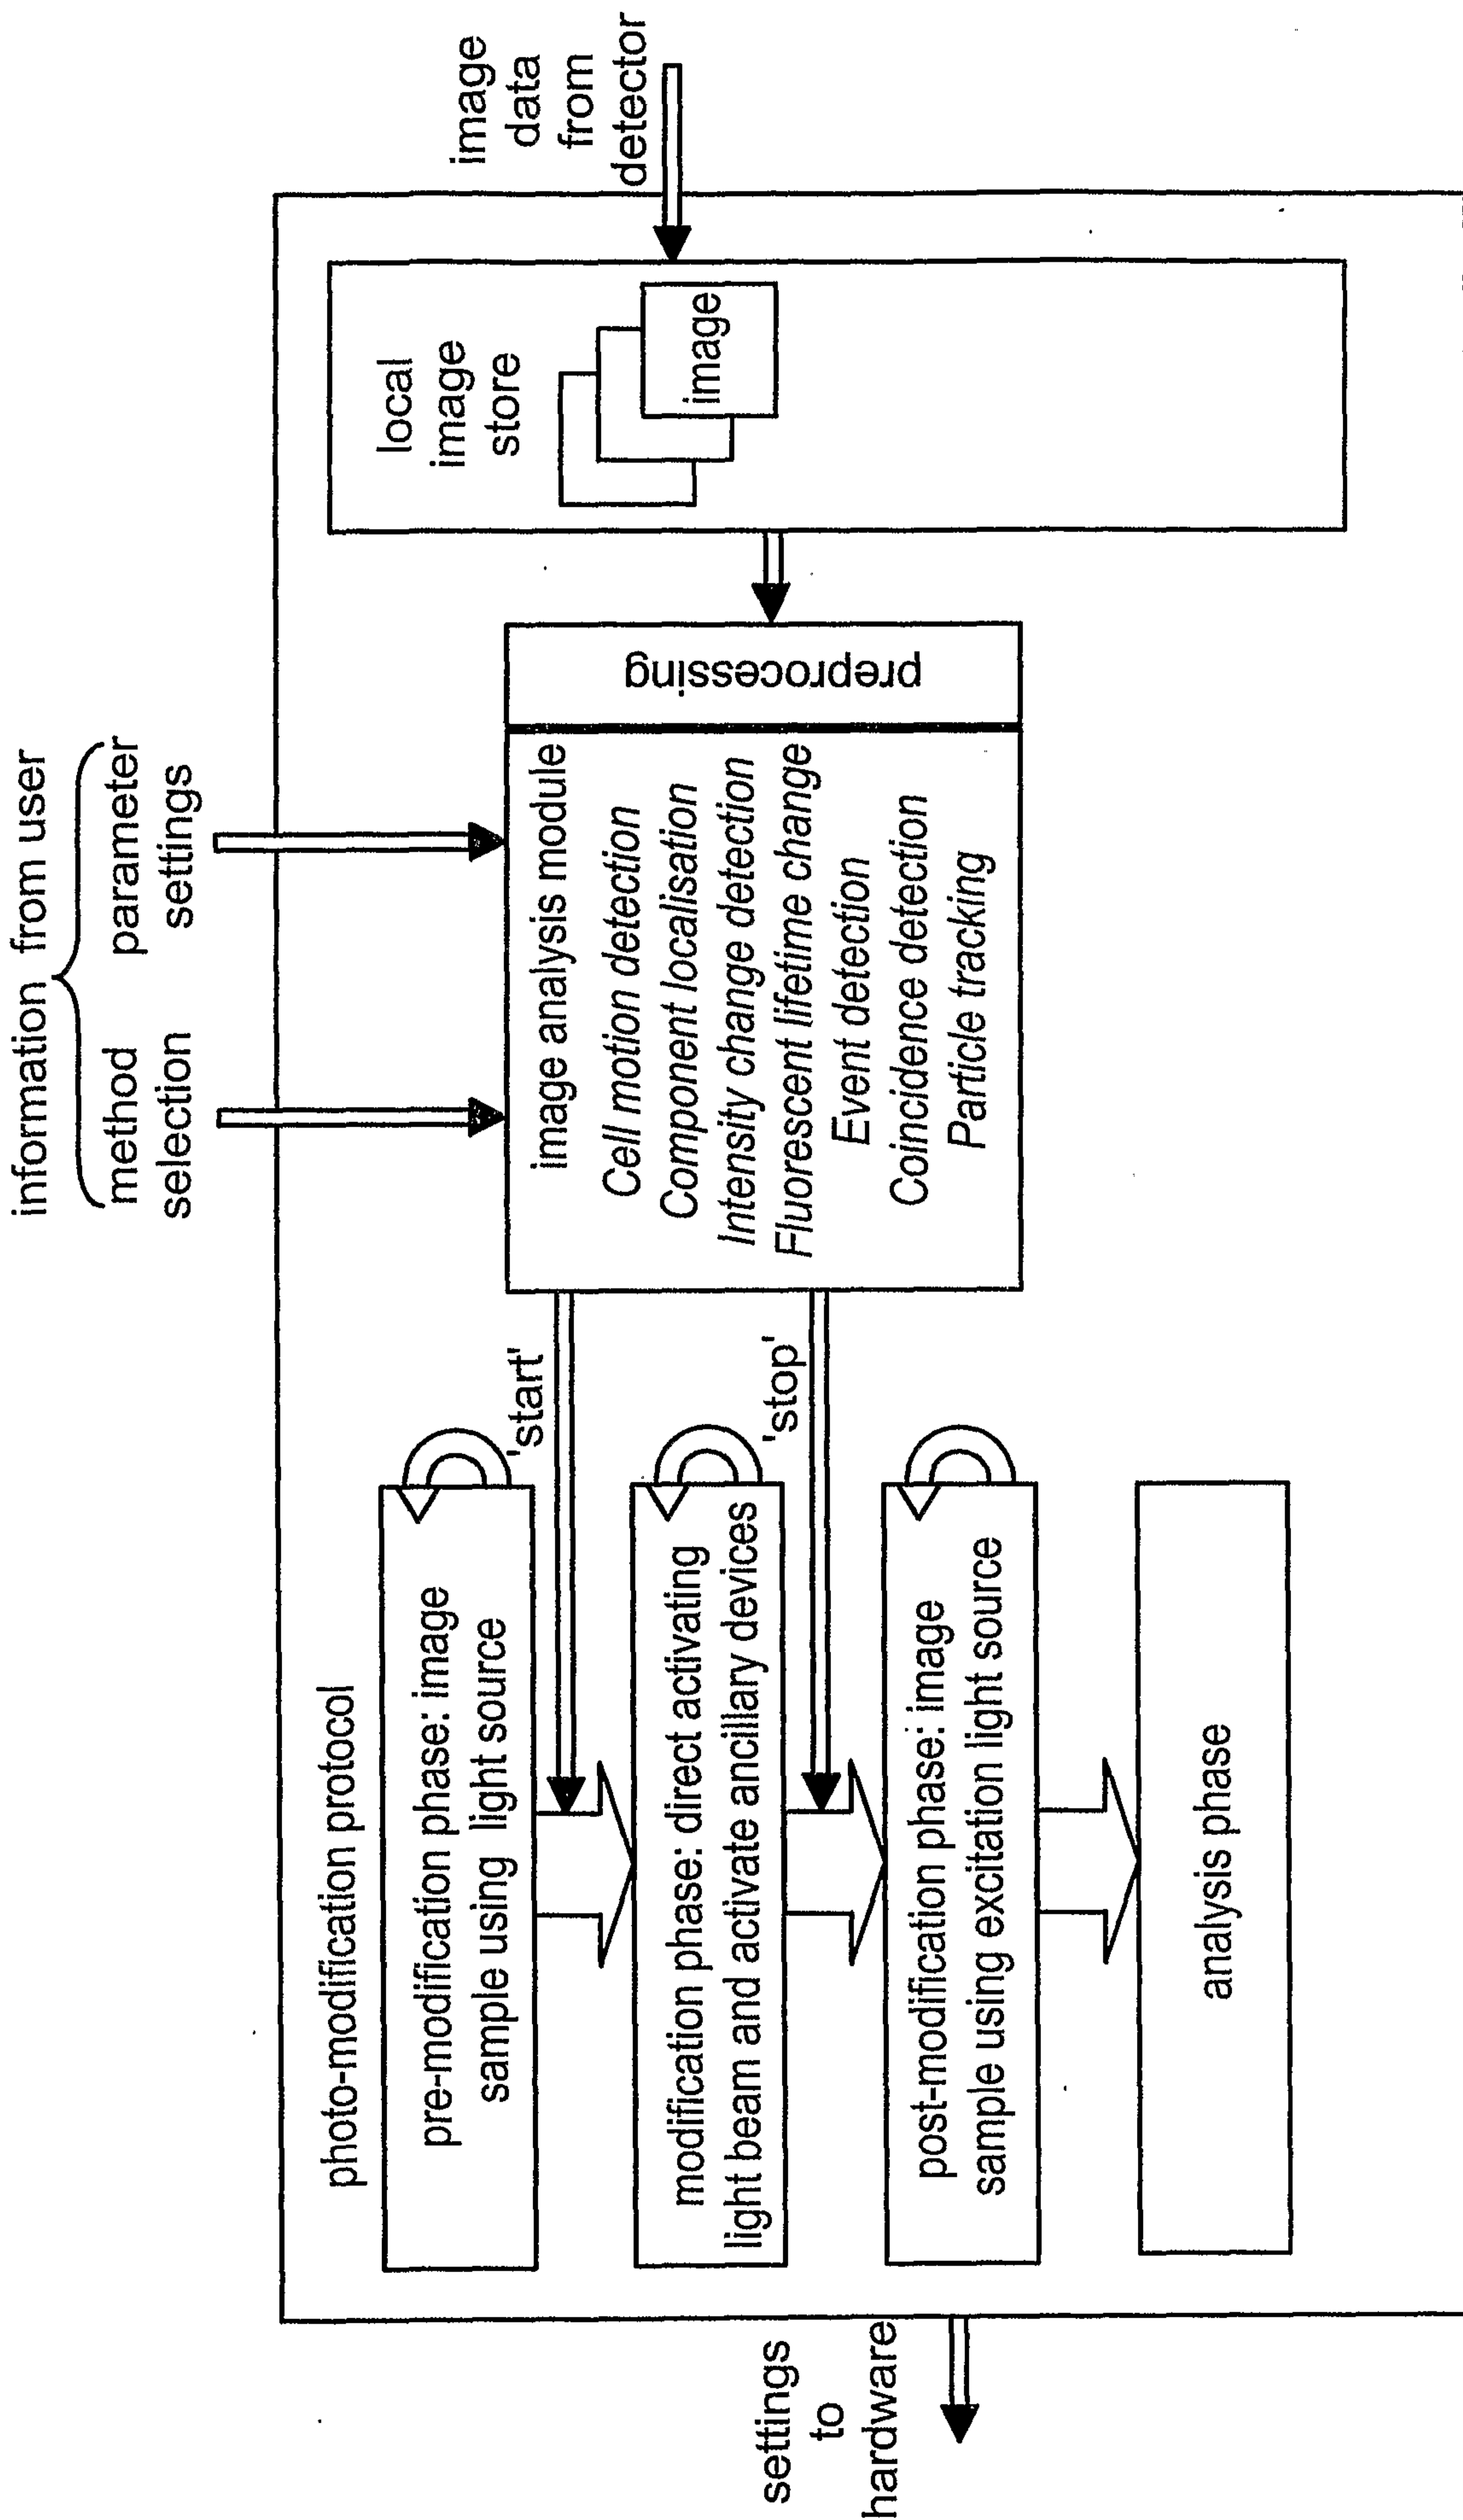 information from user
method
selection
parameter
settings
photo-modification protocol
pre-modification phase: image
sample using light source
'start'
modification phase: direct activating
light beam and activate ancillary devices
'stop'
post-modification phase: image
sample using excitation light source
analysis phase
settings
to
hardware
image analysis module
Cell motion detection
Component localisation
Intensity change detection
Fluorescent lifetime change
Event detection
Coincidence detection
Particle tracking
preprocessing
local
image
store
image
image
data
from
detector